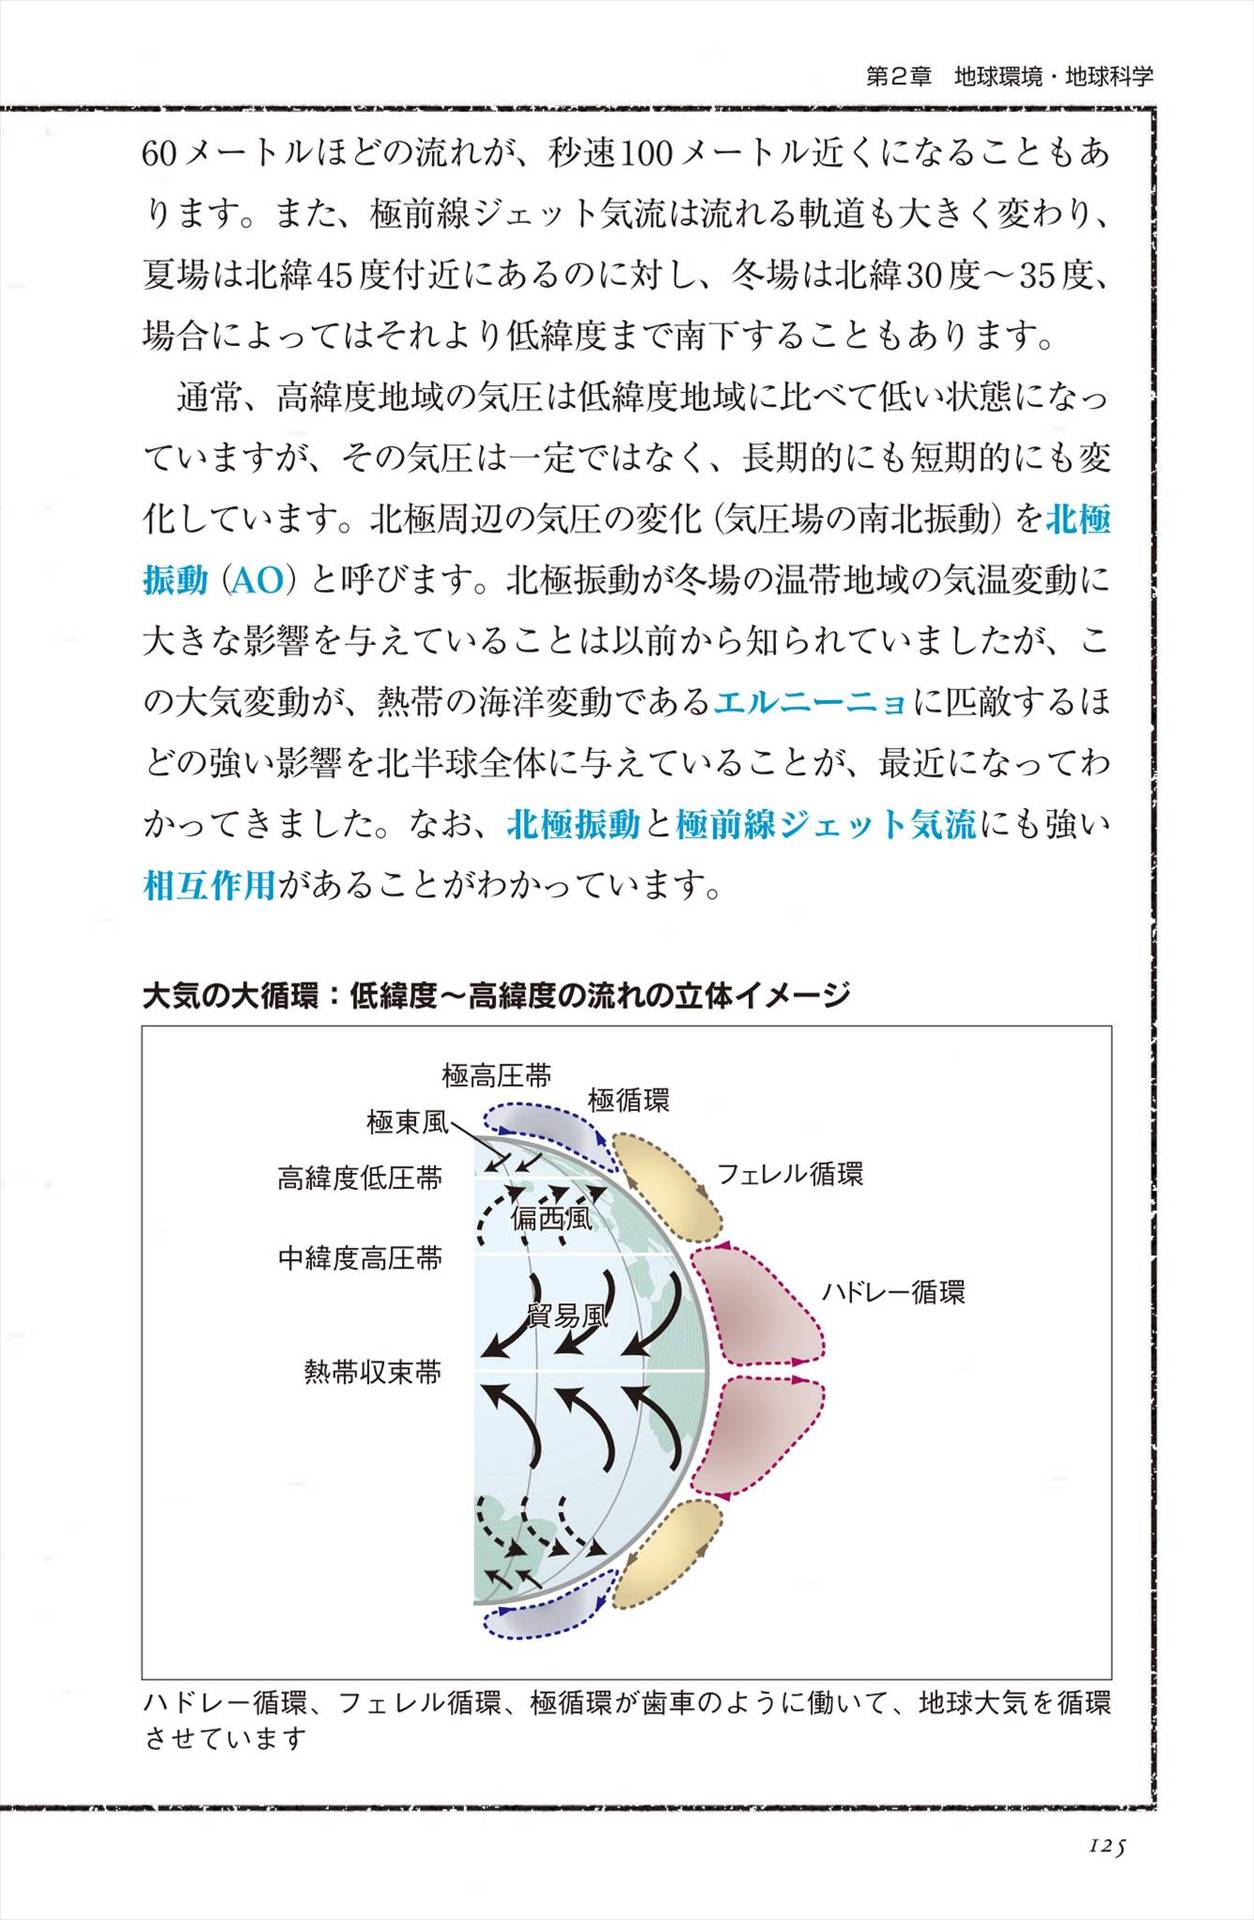 第2章　地球環境・地球科学
60メートルほどの流れが、秒速100メートル近くになることもあ
ります。また、極前線ジェット気流は流れる軌道も大きく変わり、
夏場は北緯45度付近にあるのに対し、冬場は北緯30度〜35度、
場合によってはそれより低緯度まで南下することもあります。
　通常、高緯度地域の気圧は低緯度地域に比べて低い状態になっ
ていますが、その気圧は一定ではなく、長期的にも短期的にも変
化しています。北極周辺の気圧の変化（気圧場の南北振動）を北極
振動（AO）と呼びます。北極振動が冬場の温帯地域の気温変動に
大きな影響を与えていることは以前から知られていましたが、こ
の大気変動が、熱帯の海洋変動であるエルニーニョに匹敵するほ
どの強い影響を北半球全体に与えていることが、最近になってわ
かってきました。なお、北極振動と極前線ジェット気流にも強い
相互作用があることがわかっています。
大気の大循環：低緯度〜高緯度の流れの立体イメージ
極高圧帯
極循環
極東風
フェレル循環
高緯度低圧帯
偏西風
中緯度高圧帯
ハドレー循環
貿易風
熱帯収束帯
ハドレー循環、フェレル循環、極循環が歯車のように働いて、地球大気を循環
させています
125